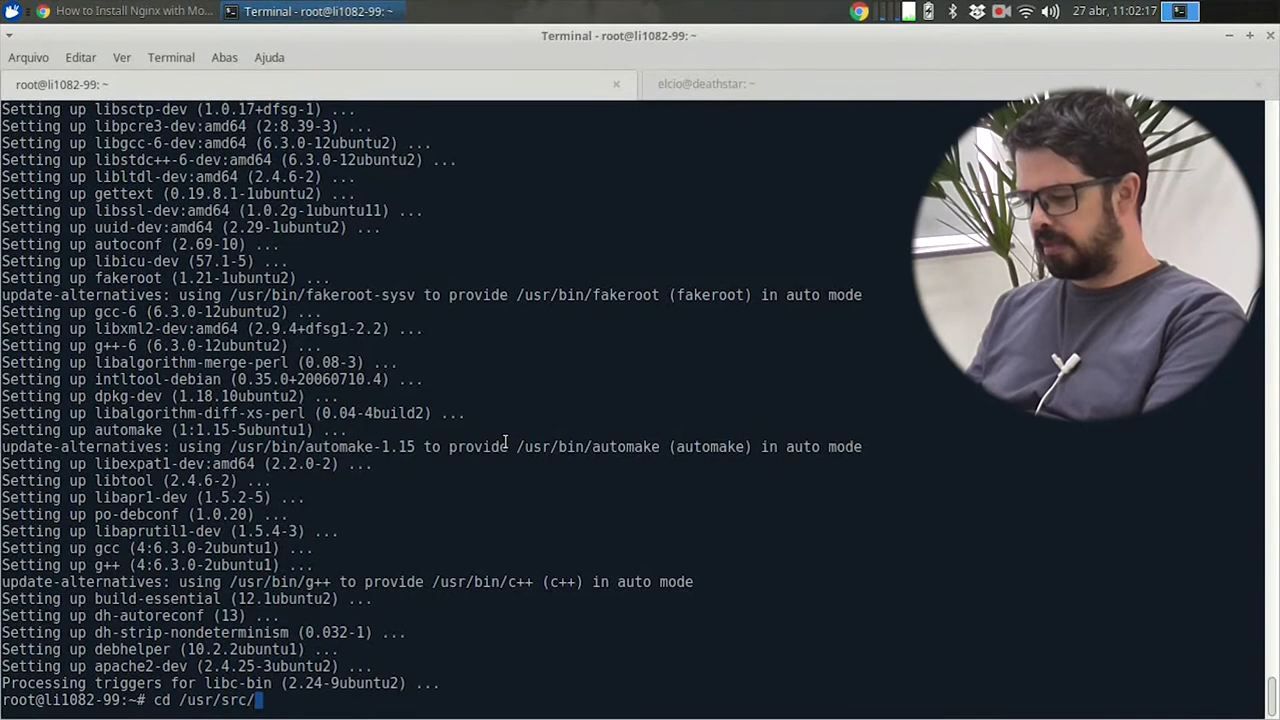 How to Install Nginx with Mo...
Terminal - root@li1082-99: ~
27 abr, 11:02:17
Terminal - root@li1082-99: ~
Arquivo Editar Ver Terminal Abas Ajuda
root@li1082-99: ~
elcio@deathstar: ~
Setting up libsctp-dev (1.0.17+dfsg-1) ...
Setting up libpcre3-dev:amd64 (2:8.39-3) ...
Setting up libgcc-6-dev:amd64 (6.3.0-12ubuntu2) ...
Setting up libstdc++-6-dev:amd64 (6.3.0-12ubuntu2) ...
Setting up libltdl-dev:amd64 (2.4.6-2) ...
Setting up gettext (0.19.8.1-1ubuntu2) ...
Setting up libssl-dev:amd64 (1.0.2g-1ubuntu11) ...
Setting up uuid-dev:amd64 (2.29-1ubuntu2) ...
Setting up autoconf (2.69-10) ...
Setting up libicu-dev (57.1-5) ...
Setting up fakeroot (1.21-1ubuntu2) ...
update-alternatives: using /usr/bin/fakeroot-sysv to provide /usr/bin/fakeroot (fakeroot) in auto mode
Setting up gcc-6 (6.3.0-12ubuntu2) ...
Setting up libxml2-dev:amd64 (2.9.4+dfsg1-2.2) ...
Setting up g++-6 (6.3.0-12ubuntu2) ...
Setting up libalgorithm-merge-perl (0.08-3) ...
Setting up intltool-debian (0.35.0+20060710.4) ...
Setting up dpkg-dev (1.18.10ubuntu2) ...
Setting up libalgorithm-diff-xs-perl (0.04-4build2) ...
Setting up automake (1:1.15-5ubuntu1) ...
update-alternatives: using /usr/bin/automake-1.15 to provide /usr/bin/automake (automake) in auto mode
Setting up libexpat1-dev:amd64 (2.2.0-2) ...
Setting up libtool (2.4.6-2) ...
Setting up libapr1-dev (1.5.2-5) ...
Setting up po-debconf (1.0.20) ...
Setting up libaprutil1-dev (1.5.4-3) ...
Setting up gcc (4:6.3.0-2ubuntu1) ...
Setting up g++ (4:6.3.0-2ubuntu1) ...
update-alternatives: using /usr/bin/g++ to provide /usr/bin/c++ (c++) in auto mode
Setting up build-essential (12.1ubuntu2) ...
Setting up dh-autoreconf (13) ...
Setting up dh-strip-nondeterminism (0.032-1) ...
Setting up debhelper (10.2.2ubuntu1) ...
Setting up apache2-dev (2.4.25-3ubuntu2) ...
Processing triggers for libc-bin (2.24-9ubuntu2) ...
root@li1082-99:~# cd /usr/src/